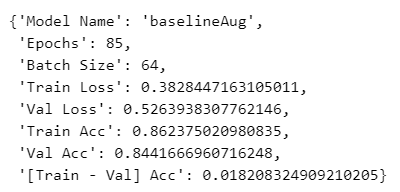 {'Model Name': 'baselineAug',
'Epochs': 85,
'Batch Size': 64,
'Train Loss': 0.3828447163105011,
'Val Loss': 0.5263938307762146,
'Train Acc': 0.862375020980835,
'Val Acc': 0.8441666960716248,
'[Train - Val] Acc': 0.018208324909210205}